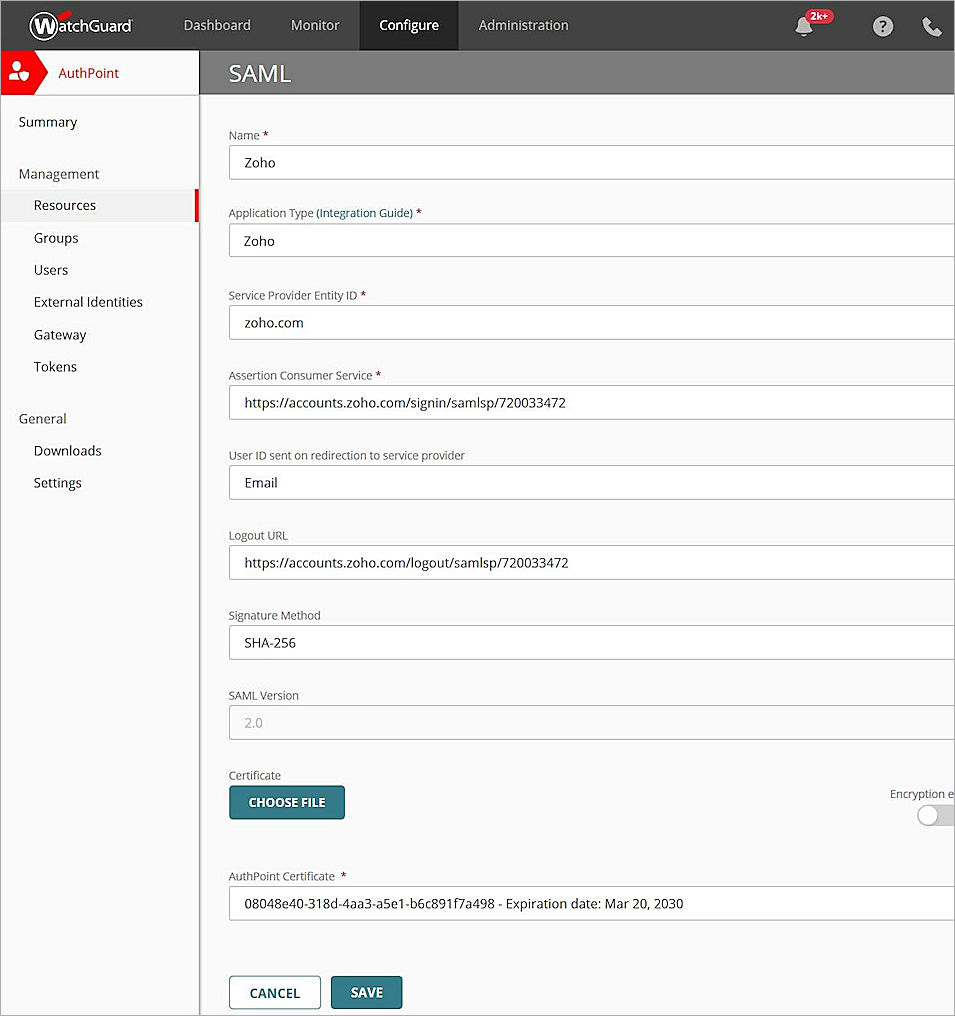 WatchGuard Dashboard Monitor Configure Administration 2k+ ?
AuthPoint
SAML
Summary
Management
Resources
Groups
Users
External Identities
Gateway
Tokens
General
Downloads
Settings
Name *
Zoho
Application Type (Integration Guide) *
Zoho
Service Provider Entity ID *
zoho.com
Assertion Consumer Service *
https://accounts.zoho.com/signin/samlsp/720033472
User ID sent on redirection to service provider
Email
Logout URL
https://accounts.zoho.com/logout/samlsp/720033472
Signature Method
SHA-256
SAML Version
2.0
Certificate
CHOOSE FILE
Encryption e
AuthPoint Certificate *
08048e40-318d-4aa3-a5e1-b6c891f7a498 - Expiration date: Mar 20, 2030
CANCEL SAVE